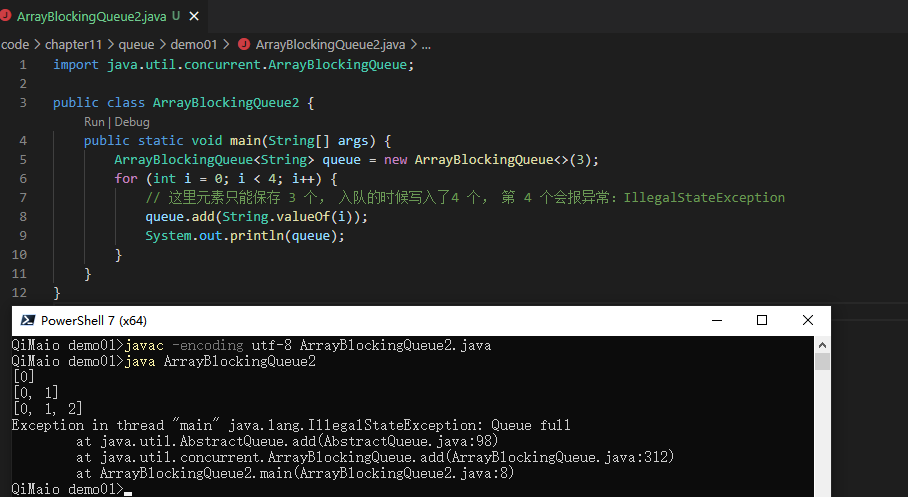 ArrayBlockingQueue2.java U ×
code > chapter11 > queue > demo01 > ArrayBlockingQueue2.java > ...
1 import java.util.concurrent.ArrayBlockingQueue;
2
3 public class ArrayBlockingQueue2 {
Run | Debug
4 public static void main(String[] args) {
5 ArrayBlockingQueue<String> queue = new ArrayBlockingQueue<>(3);
6 for (int i = 0; i < 4; i++) {
7 // 这里元素只能保存 3 个， 入队的时候写入了4 个， 第 4 个会报异常：IllegalStateException
8 queue.add(String.valueOf(i));
9 System.out.println(queue);
10 }
11 }
12 }
PowerShell 7 (x64)
QiMaio demo01>javac -encoding utf-8 ArrayBlockingQueue2.java
QiMaio demo01>java ArrayBlockingQueue2
[0]
[0, 1]
[0, 1, 2]
Exception in thread "main" java.lang.IllegalStateException: Queue full
at java.util.AbstractQueue.add(AbstractQueue.java:98)
at java.util.concurrent.ArrayBlockingQueue.add(ArrayBlockingQueue.java:312)
at ArrayBlockingQueue2.main(ArrayBlockingQueue2.java:8)
QiMaio demo01>